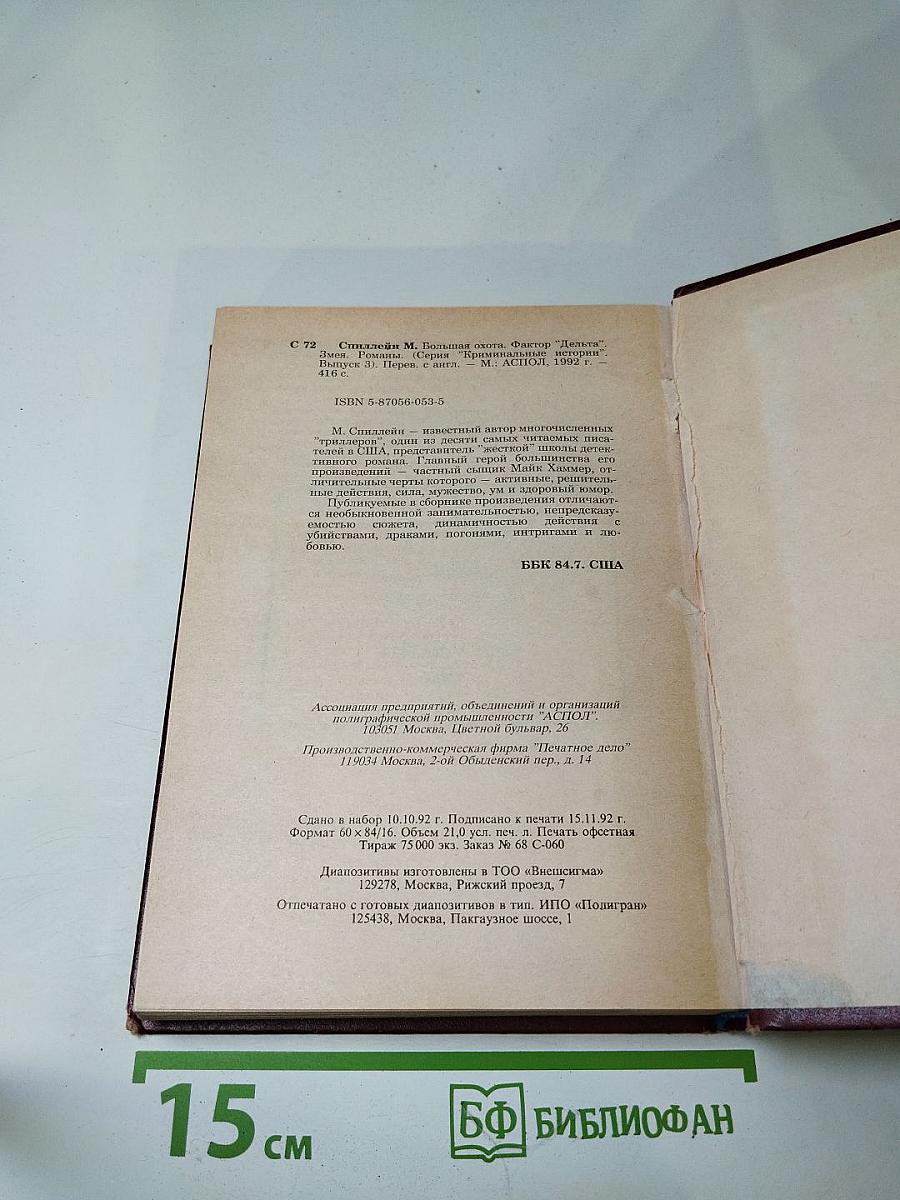 С 72 Спиллейн М. Большая охота. Фактор "Дельта".
Змея. Романы. (Серия "Криминальные истории".
Выпуск 3). Перев. с англ. — М.: АСПОЛ, 1992 г. —
416 с.
ISBN 5-87056-053-5
М. Спиллейн — известный автор многочисленных
"триллеров", один из десяти самых читаемых писа-
телей в США, представитель "жесткой" школы детек-
тивного романа. Главный герой большинства его
произведений — частный сыщик Майк Хаммер, от-
личительные черты которого — активные, решитель-
ные действия, сила, мужество, ум и здоровый юмор.
Публикуемые в сборнике произведения отличают-
ся необыкновенной занимательностью, непредсказу-
емостью сюжета, динамичностью действия с
убийствами, драками, погонями, интригами и лю-
бовью.
ББК 84.7. США
Ассоциация предприятий, объединений и организаций
полиграфической промышленности "АСПОЛ".
103051 Москва, Цветной бульвар, 26
Производственно-коммерческая фирма "Печатное дело"
119034 Москва, 2-ой Обыденский пер., д. 14
Сдано в набор 10.10.92 г. Подписано к печати 15.11.92 г.
Формат 60 × 84/16. Объем 21,0 усл. печ. л. Печать офсетная
Тираж 75 000 экз. Заказ № 68 С-060
Диапозитивы изготовлены в ТОО «Внешсигма»
129278, Москва, Рижский проезд, 7
Отпечатано с готовых диапозитивов в тип. ИПО «Полигран»
125438, Москва, Пакгаузное шоссе, 1
15 см
БФ БИБЛИОФАН